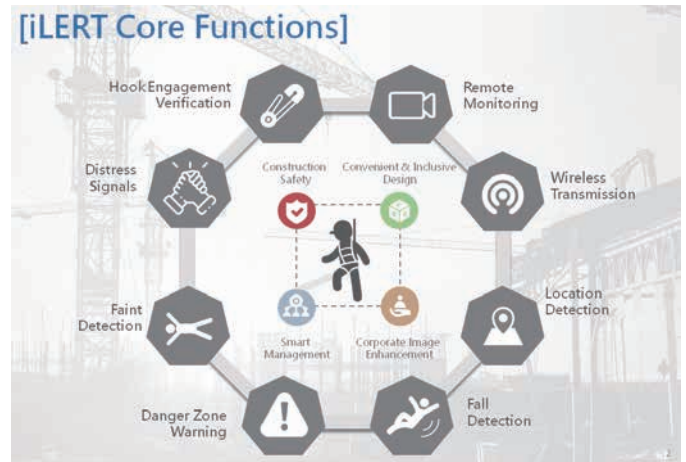 [iLERT Core Functions]
Hook Engagement
Verification
Remote
Monitoring
Distress
Signals
Construction
Safety
Convenient & Inclusive
Design
Wireless
Transmission
Faint
Detection
Smart
Management
Corporate Image
Enhancement
Location
Detection
Danger Zone
Warning
Fall
Detection
2